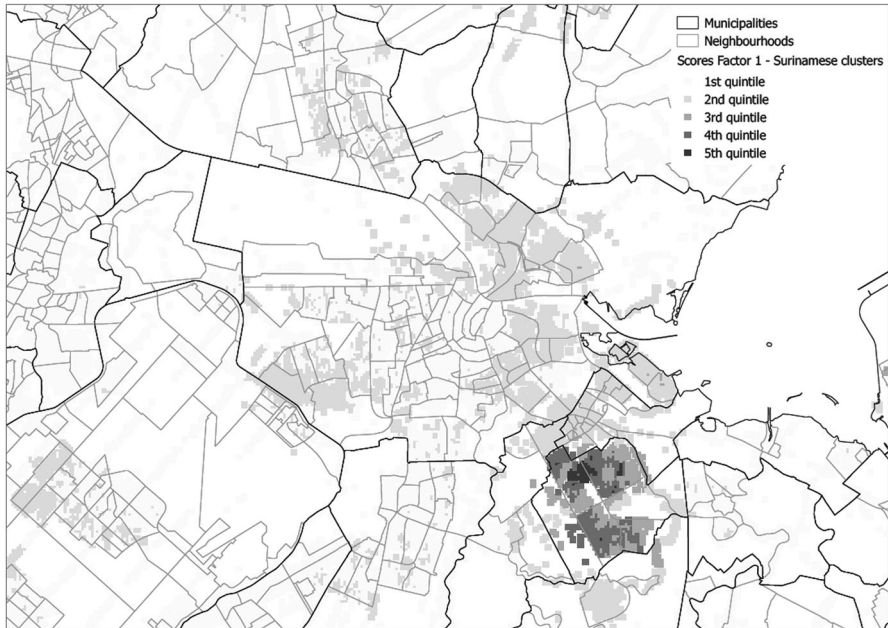 Municipalities
Neighbourhoods
Scores Factor 1 - Surinamese clusters
1st quintile
2nd quintile
3rd quintile
4th quintile
5th quintile